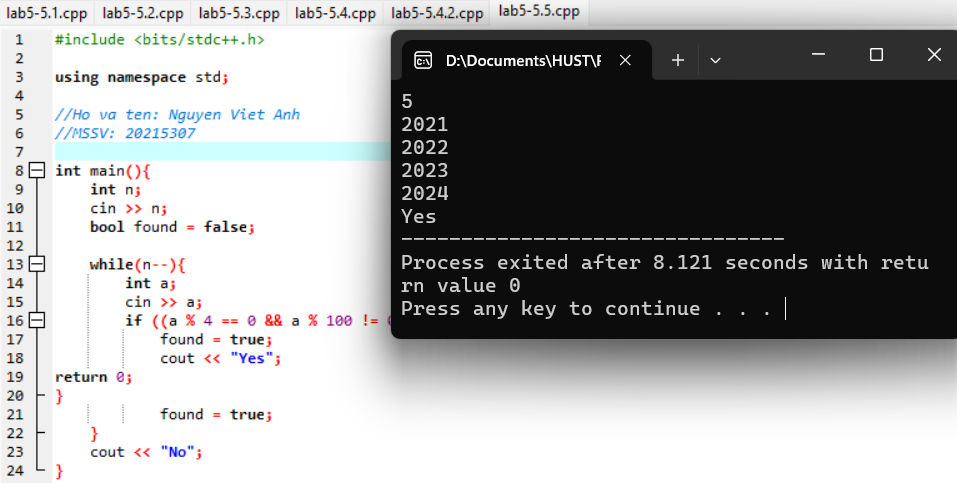 lab5-5.1.cpp lab5-5.2.cpp lab5-5.3.cpp lab5-5.4.cpp lab5-5.4.2.cpp lab5-5.5.cpp
1 #include <bits/stdc++.h>
2
3 using namespace std;
4
5 //Ho va ten: Nguyen Viet Anh
6 //MSSV: 20215307
7
8 int main(){
9 int n;
10 cin >> n;
11 bool found = false;
12
13 while(n--){
14 int a;
15 cin >> a;
16 if ((a % 4 == 0 && a % 100 !=
17 found = true;
18 cout << "Yes";
19 return 0;
20 }
21 found = true;
22 }
23 cout << "No";
24 }
D:\Documents\HUST\F
5
2021
2022
2023
2024
Yes
--------------------------------
Process exited after 8.121 seconds with retu
rn value 0
Press any key to continue . . .